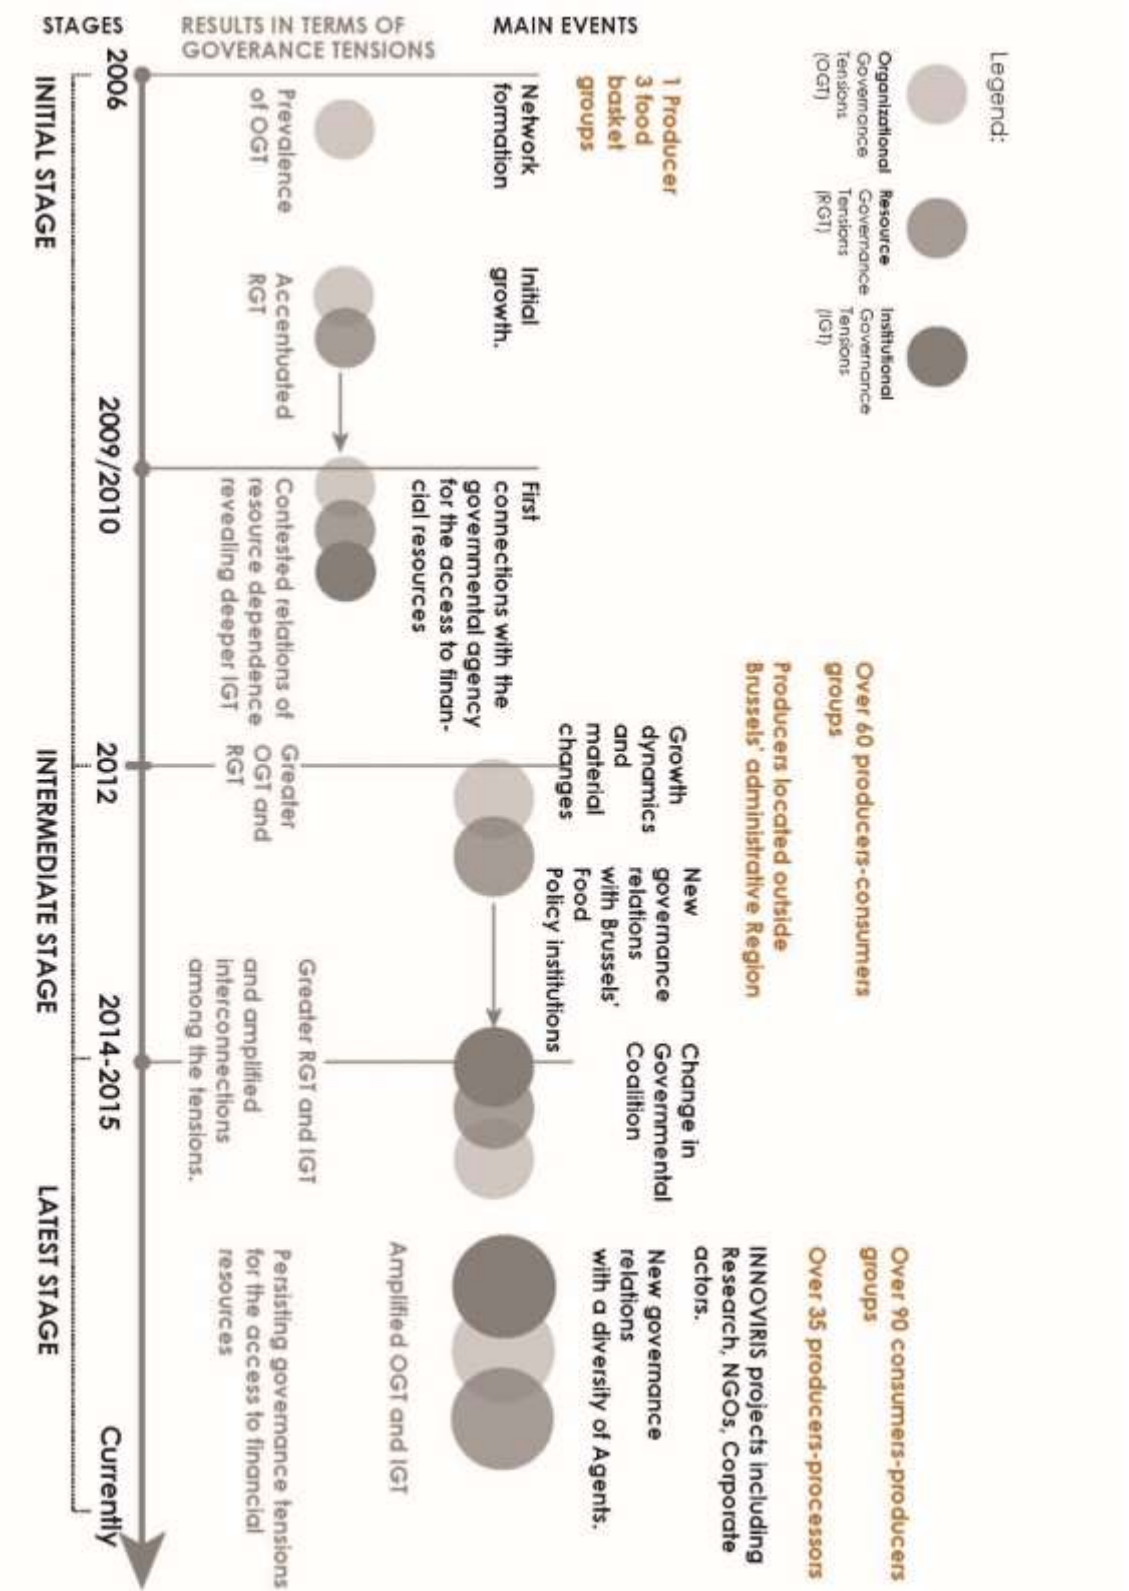 Legend:
Organizational
Governance
Tensions
(OGT)
Resource
Governance
Tensions
(RGT)
Institutional
Governance
Tensions
(IGT)
MAIN EVENTS
1 Producer
3 food
basket
groups
Network
formation
Initial
growth.
First
connections with the
governmental agency
for the access to finan-
cial resources
Over 60 producers-consumers
groups
Producers located outside
Brussels' administrative Region
Growth
dynamics
and
material
changes
New
governance
relations
with Brussels'
Food
Policy institutions
Change in
Governmental
Coalition
Over 90 consumers-producers
groups
Over 35 producers-processors
INNOVIRIS projects including
Research, NGOs, Corporate
actors.
New governance
relations
with a diversity of Agents.
RESULTS IN TERMS OF
GOVERANCE TENSIONS
Prevalence
of OGT
Accentuated
RGT
Contested relations of
resource dependence
revealing deeper IGT
Greater
OGT and
RGT
Greater RGT and IGT
and amplified
interconnections
among the tensions.
Amplified OGT and IGT
Persisting governance tensions
for the access to financial
resources
STAGES
2006
2009/2010
2012
2014-2015
Currently
INITIAL STAGE
INTERMEDIATE STAGE
LATEST STAGE